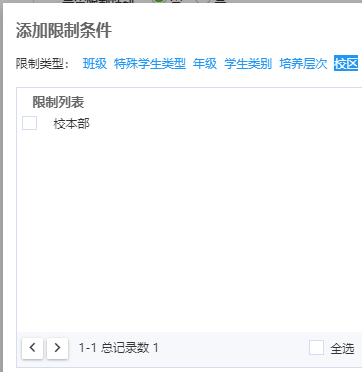 添加限制条件
限制类型： 班级 特殊学生类型 年级 学生类别 培养层次 校区
限制列表
校本部
1-1 总记录数 1
全选